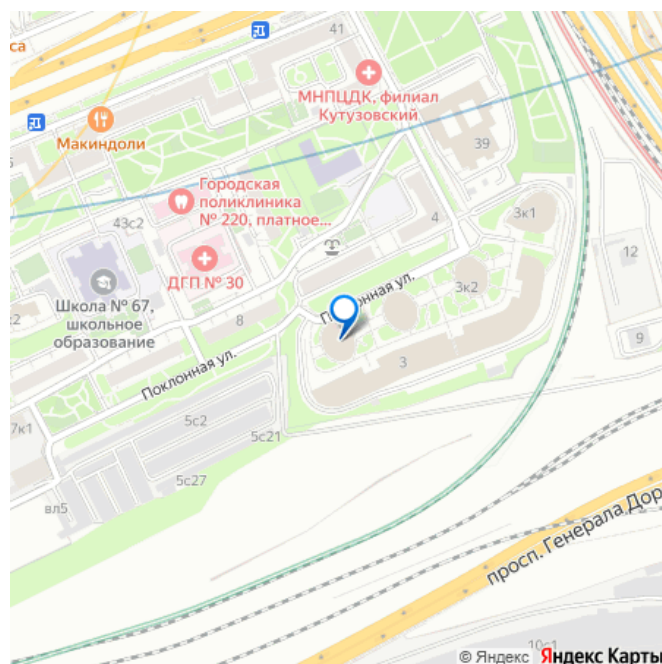 са
41
МНПЦДК, филиал
Кутузовский
Макиндоли
39
Городская
поликлиника
№ 220, платное...
43с2
4
3к1
ДГП № 30
12
3к2
Школа № 67,
школьное
образование
8
Поклонная ул.
9
Поклонная ул.
3
5с2
7к1
5с21
5с27
вл5
просп. Генерала Дор
10с1
© Яндекс Яндекс Карты